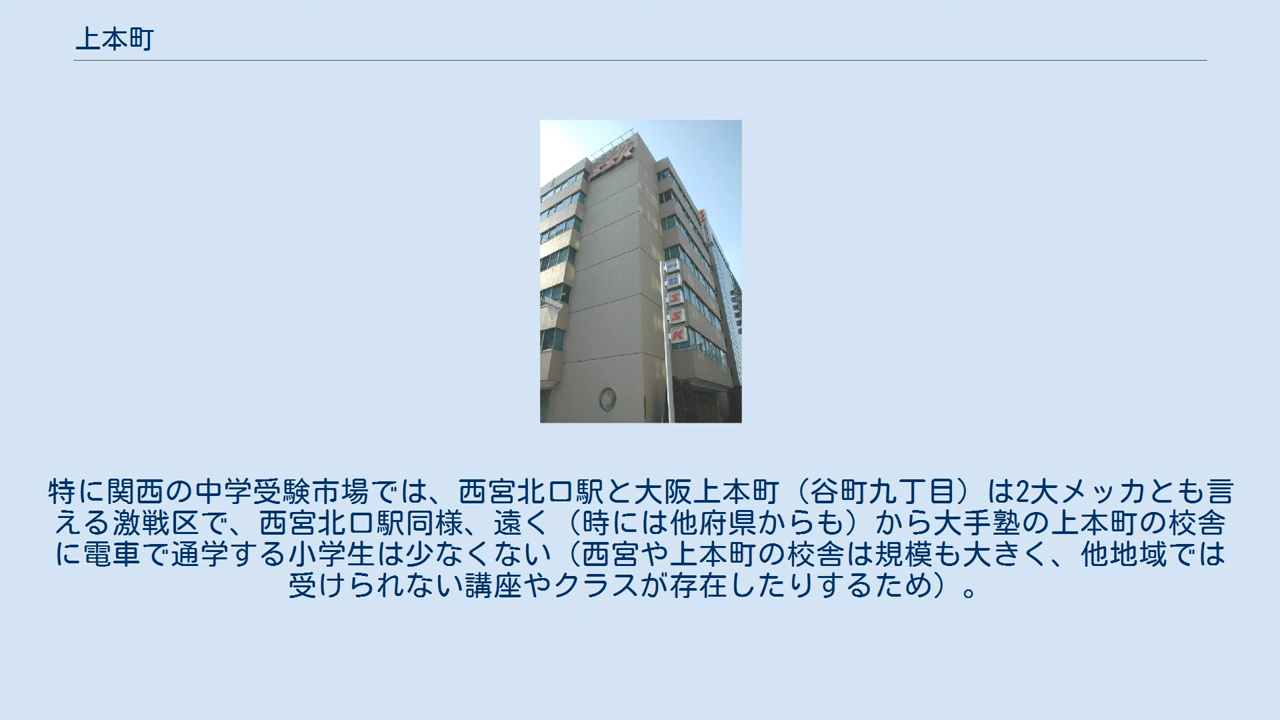 上本町
SSK
S
S
K
特に関西の中学受験市場では、西宮北口駅と大阪上本町（谷町九丁目）は2大メッカとも言
える激戦区で、西宮北口駅同様、遠く（時には他府県からも）から大手塾の上本町の校舎
に電車で通学する小学生は少なくない（西宮や上本町の校舎は規模も大きく、他地域では
受けられない講座やクラスが存在したりするため）。